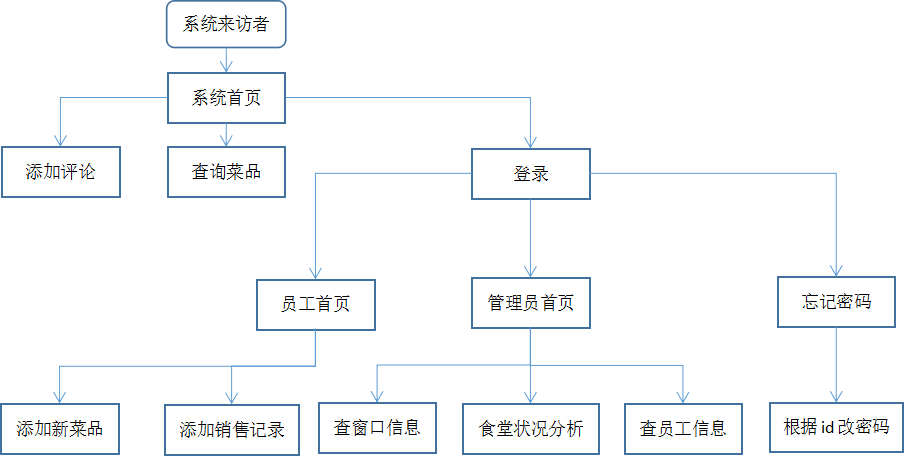 系统来访者
系统首页
添加评论
查询菜品
登录
员工首页
管理员首页
忘记密码
添加新菜品
添加销售记录
查窗口信息
食堂状况分析
查员工信息
根据id改密码